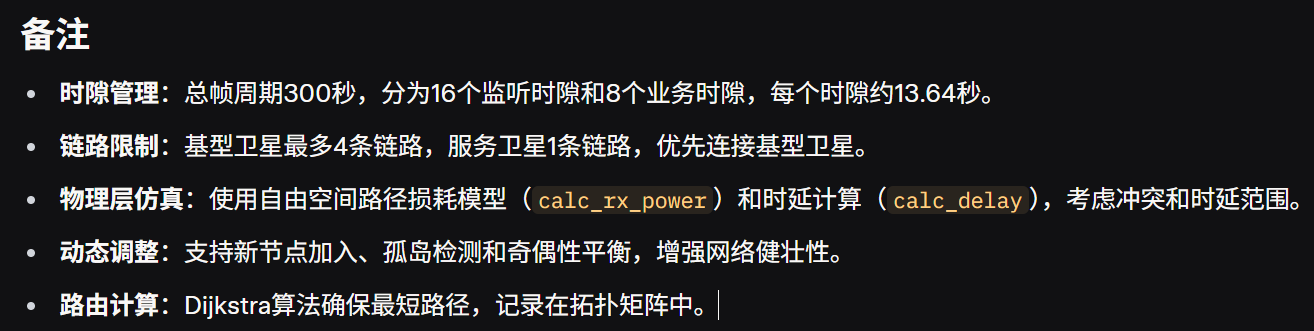 备注
时隙管理：总帧周期300秒，分为16个监听时隙和8个业务时隙，每个时隙约13.64秒。
链路限制：基型卫星最多4条链路，服务卫星1条链路，优先连接基型卫星。
物理层仿真：使用自由空间路径损耗模型（calc_rx_power）和时延计算（calc_delay），考虑冲突和时延范围。
动态调整：支持新节点加入、孤岛检测和奇偶性平衡，增强网络健壮性。
路由计算：Dijkstra算法确保最短路径，记录在拓扑矩阵中。